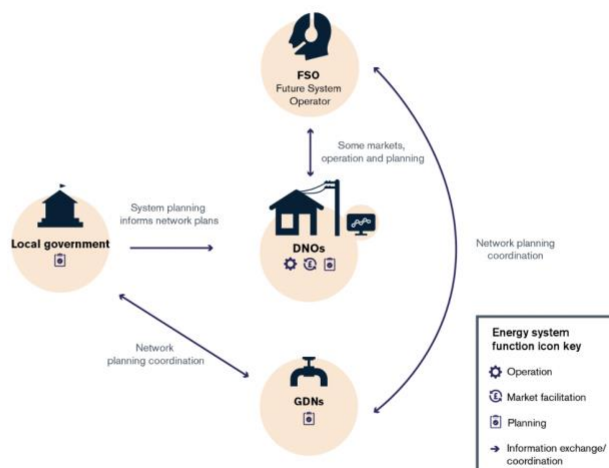 FSO
Future System
Operator
Some markets,
operation and planning
System planning
informs network plans
Local government
DNOs
£
Network planning
coordination
Network
planning coordination
GDNs
Energy system
function icon key
Operation
£
Market facilitation
Planning
Information exchange/
coordination